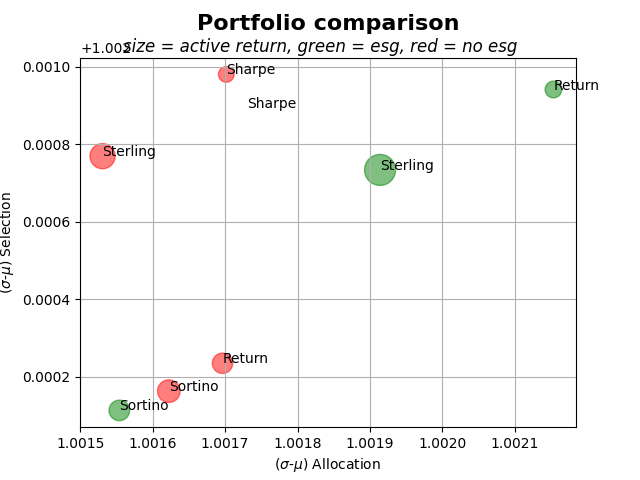 Portfolio comparison
size = active return, green = esg, red = no esg
+1.002
0.0010
0.0008
0.0006
0.0004
0.0002
(σ-μ) Selection
Sharpe
Return
Sharpe
Sterling
Sterling
Return
Sortino
Sortino
1.0015 1.0016 1.0017 1.0018 1.0019 1.0020 1.0021
(σ-μ) Allocation